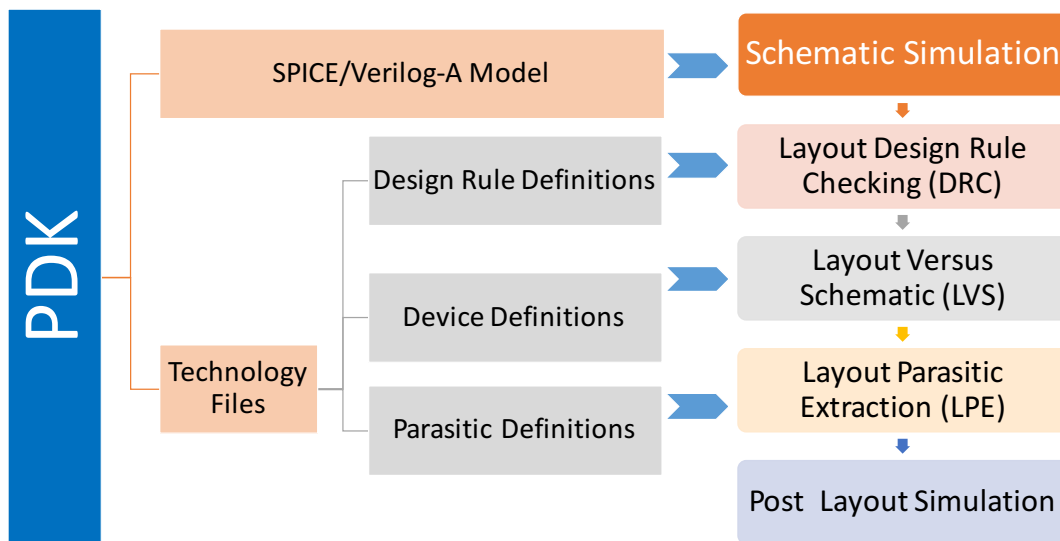 PDK
SPICE/Verilog-A Model
Technology
Files
Design Rule Definitions
Device Definitions
Parasitic Definitions
Schematic Simulation
Layout Design Rule
Checking (DRC)
Layout Versus
Schematic (LVS)
Layout Parasitic
Extraction (LPE)
Post Layout Simulation